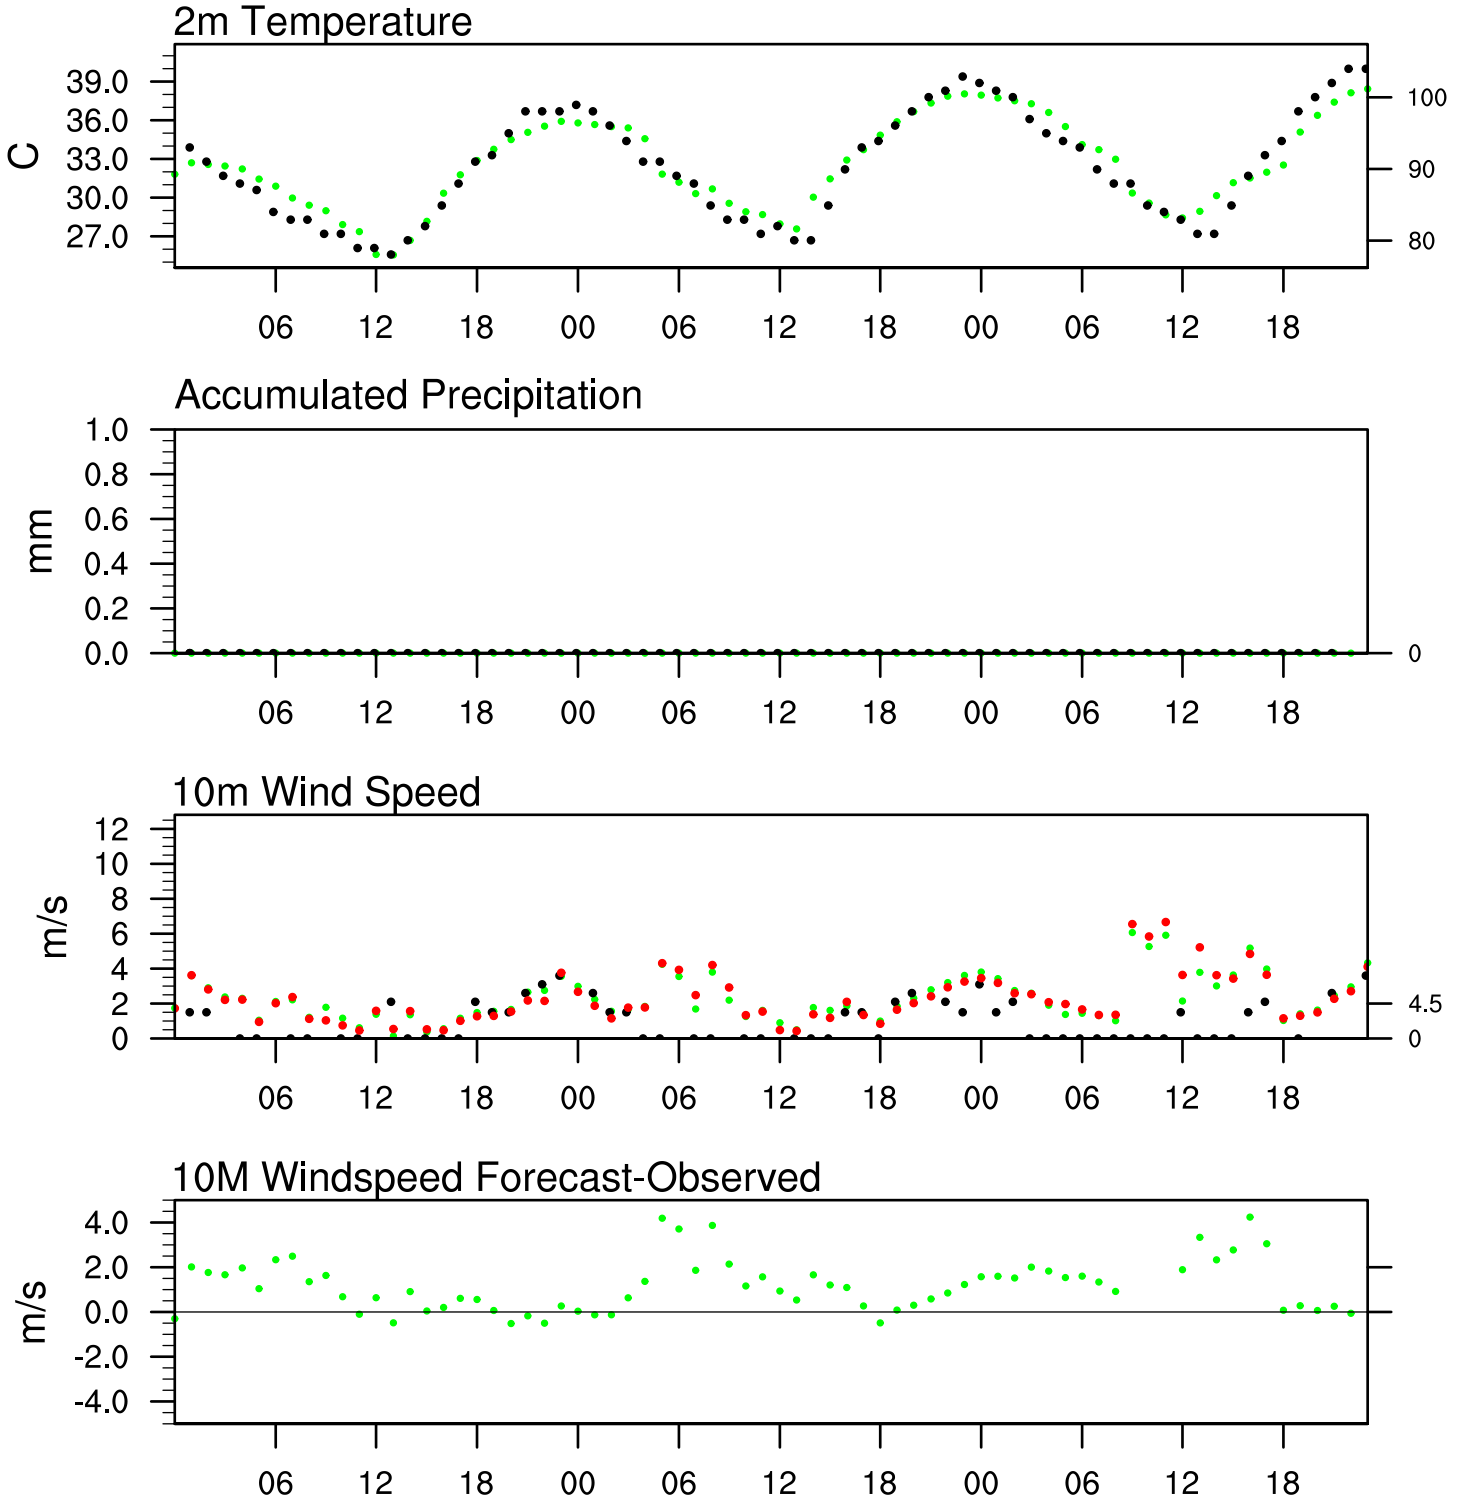 2m Temperature
39.0
36.0
33.0
30.0
27.0
C
100
90
80
06 12 18 00 06 12 18 00 06 12 18
Accumulated Precipitation
1.0
0.8
0.6
0.4
0.2
0.0
mm
0
06 12 18 00 06 12 18 00 06 12 18
10m Wind Speed
12
10
8
6
4
2
0
m/s
4.5
0
06 12 18 00 06 12 18 00 06 12 18
10M Windspeed Forecast-Observed
4.0
2.0
0.0
-2.0
-4.0
m/s
06 12 18 00 06 12 18 00 06 12 18